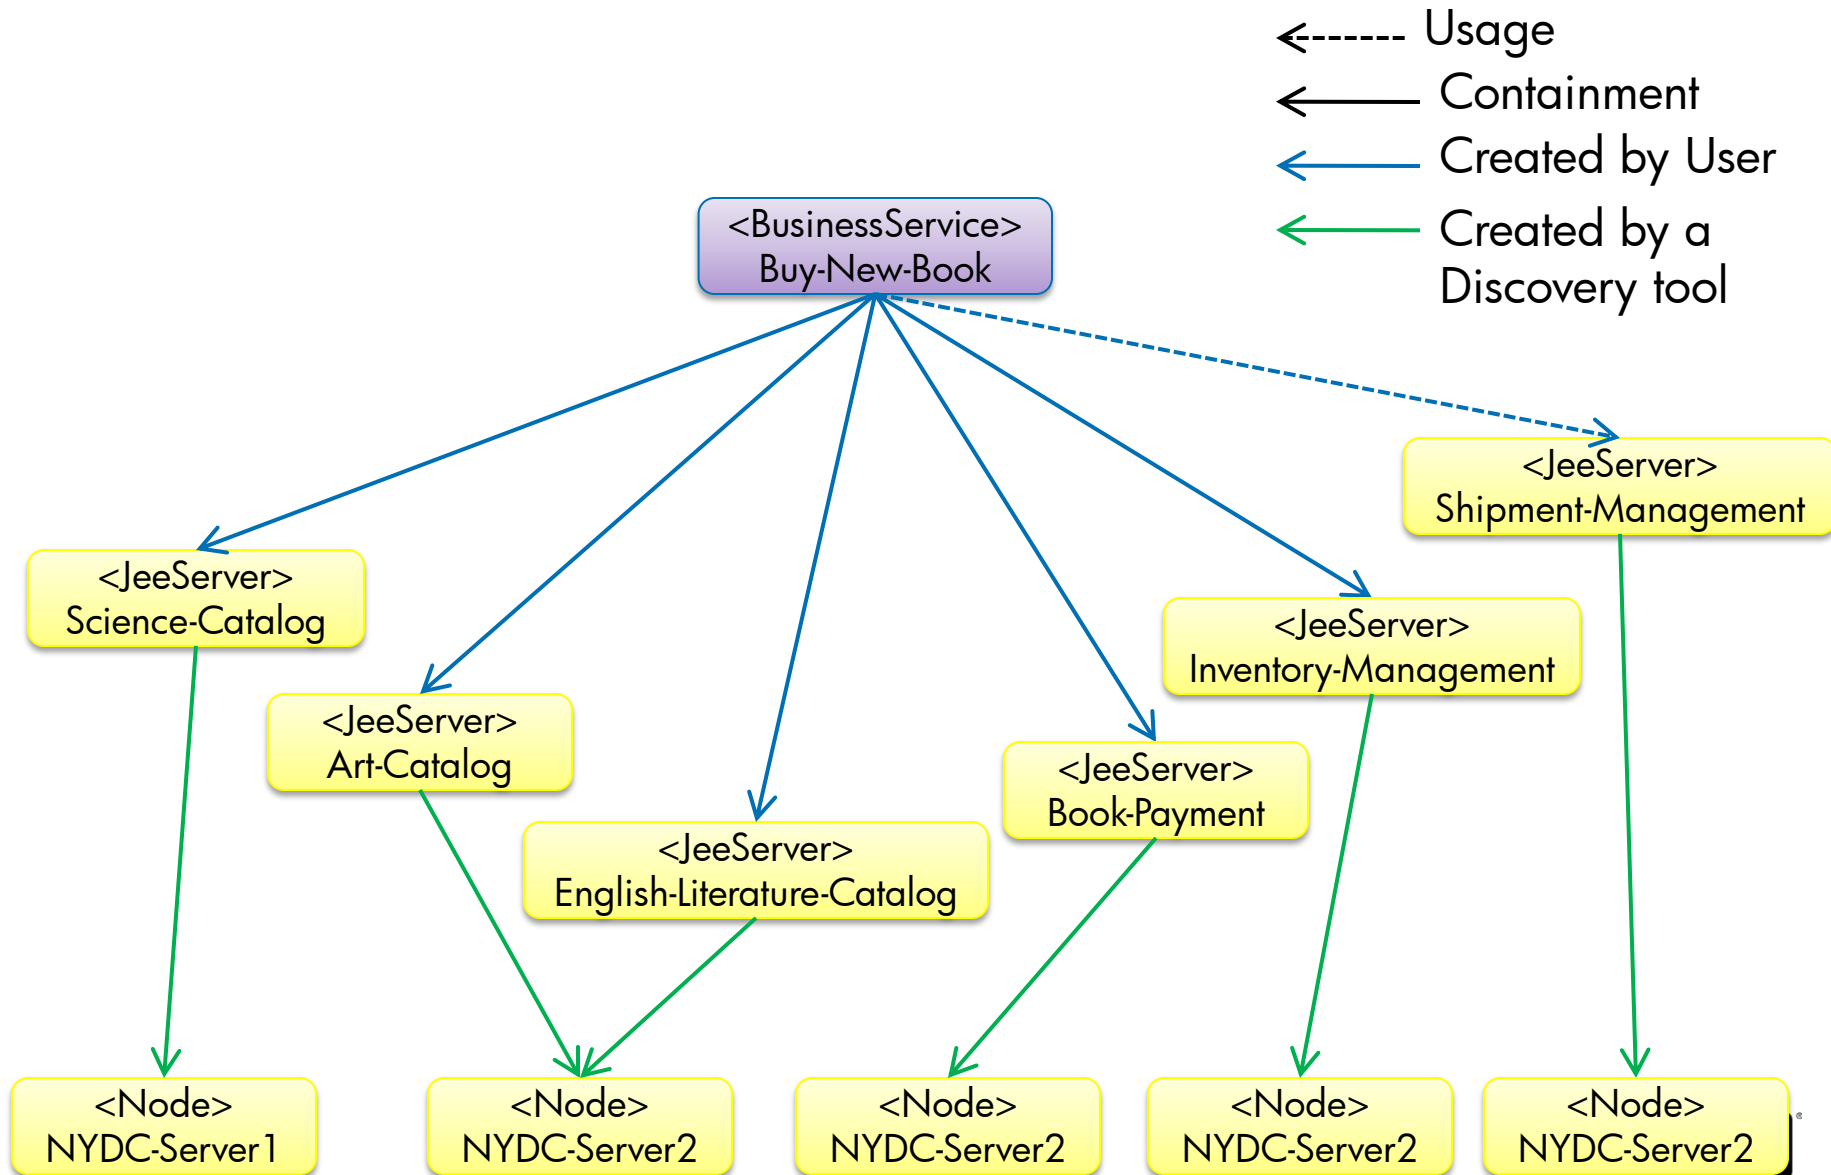 Usage
Containment
Created by User
Created by a
Discovery tool
<BusinessService>
Buy-New-Book
<JeeServer>
Shipment-Management
<JeeServer>
Science-Catalog
<JeeServer>
Inventory-Management
<JeeServer>
Art-Catalog
<JeeServer>
Book-Payment
<JeeServer>
English-Literature-Catalog
<Node>
NYDC-Server1
<Node>
NYDC-Server2
<Node>
NYDC-Server2
<Node>
NYDC-Server2
<Node>
NYDC-Server2
®